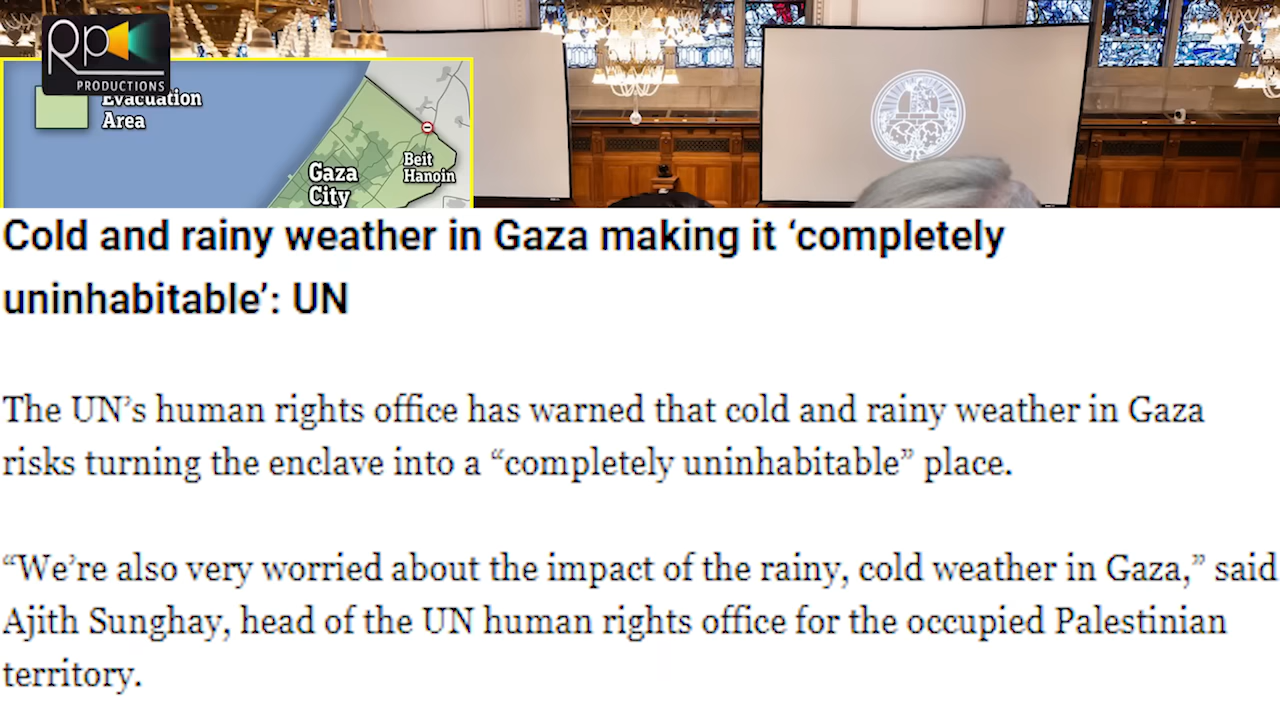 Rp
PRODUCTIONS
Evacuation
Area
Gaza
City
Beit
Hanoin
Cold and rainy weather in Gaza making it ‘completely
uninhabitable’: UN
The UN’s human rights office has warned that cold and rainy weather in Gaza
risks turning the enclave into a “completely uninhabitable” place.
“We’re also very worried about the impact of the rainy, cold weather in Gaza,” said
Ajith Sunghay, head of the UN human rights office for the occupied Palestinian
territory.